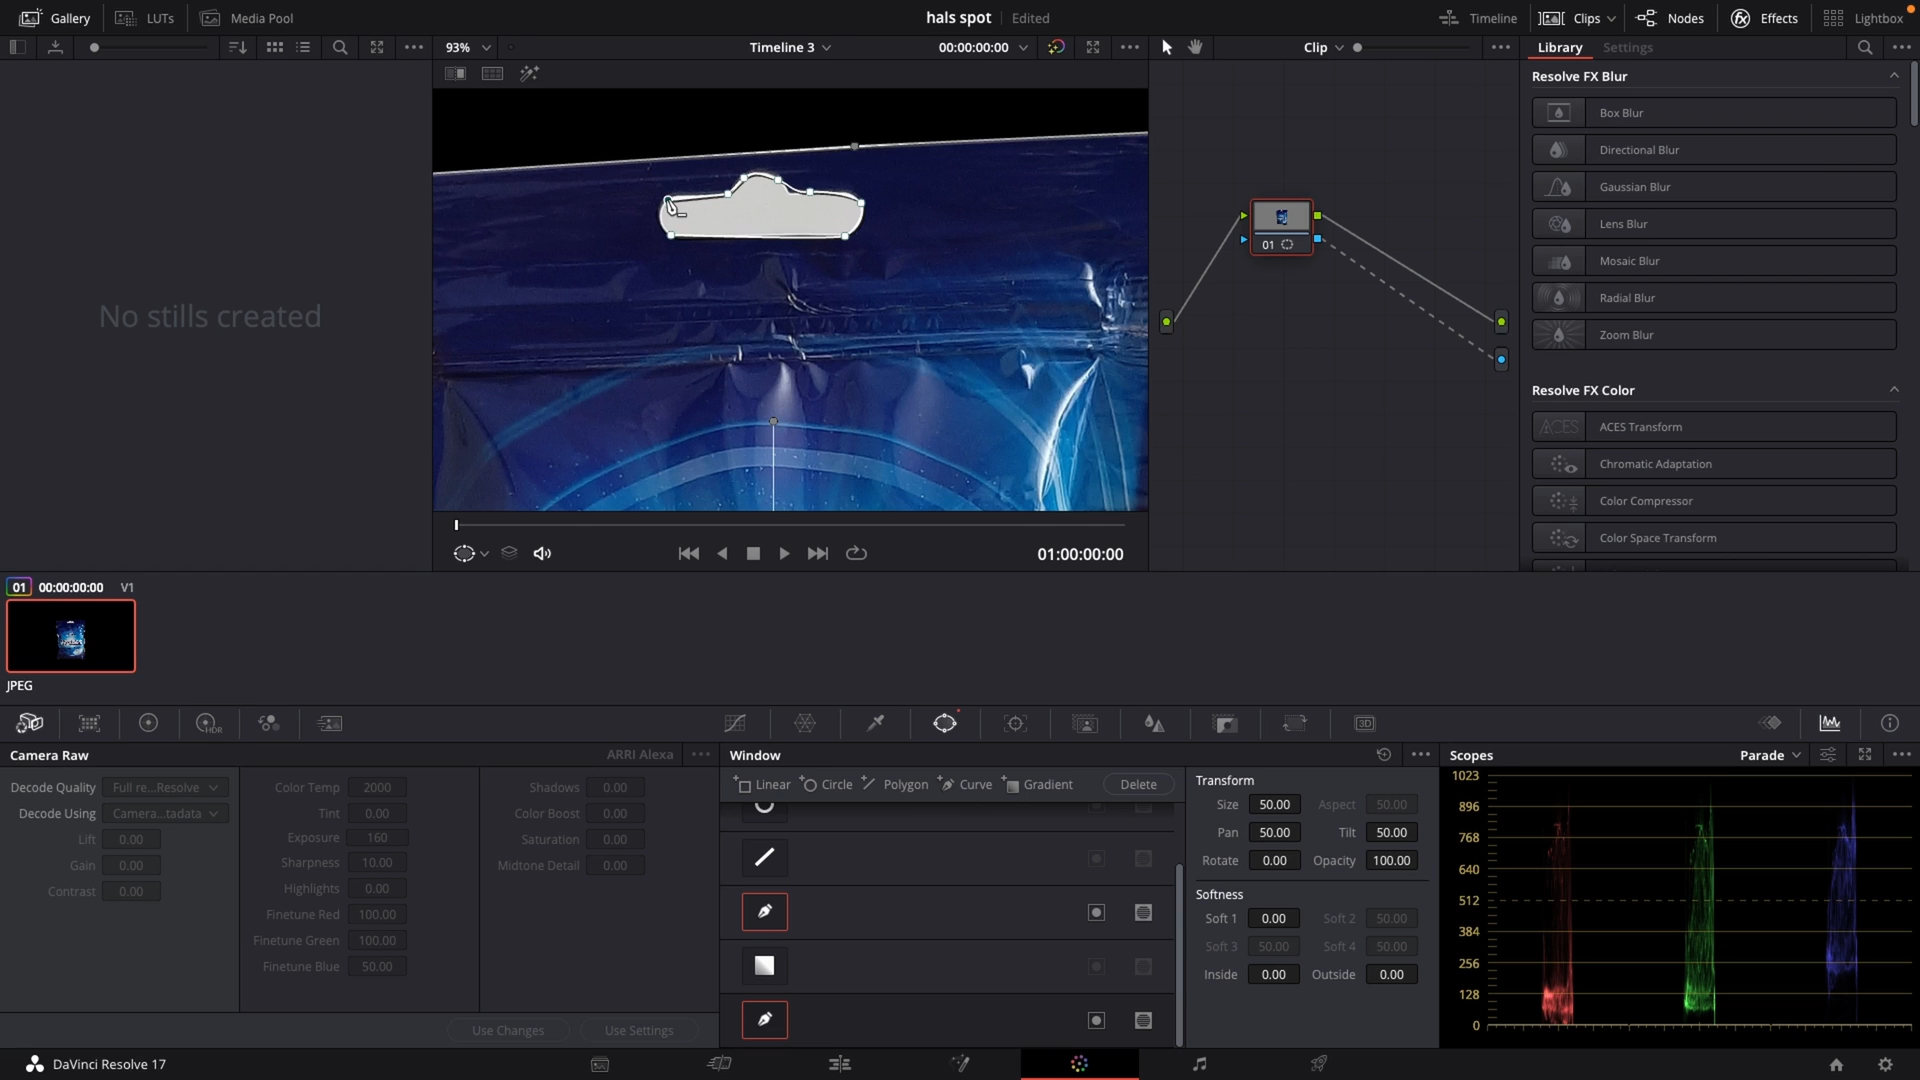 Gallery
LUTs
Media Pool
hals spot
Edited
Timeline
Clips
Nodes
Effects
Lightbox
93%
Timeline 3
00:00:00:00
Clip
Library
Settings
Resolve FX Blur
Box Blur
Directional Blur
Gaussian Blur
Lens Blur
Mosaic Blur
Radial Blur
Zoom Blur
Resolve FX Color
ACES
ACES Transform
Chromatic Adaptation
Color Compressor
Color Space Transform
No stills created
01
01:00:00:00
01 00:00:00:00 V1
JPEG
HDR
3D
Camera Raw
ARRI Alexa
Decode Quality Full re...Resolve
Decode Using Camera...tadata
Lift 0.00
Gain 0.00
Contrast 0.00
Color Temp 2000
Tint 0.00
Exposure 160
Sharpness 10.00
Highlights 0.00
Finetune Red 100.00
Finetune Green 100.00
Finetune Blue 50.00
Shadows 0.00
Color Boost 0.00
Saturation 0.00
Midtone Detail 0.00
Use Changes
Use Settings
Window
Linear
Circle
Polygon
Curve
Gradient
Delete
Transform
Size 50.00 Aspect 50.00
Pan 50.00 Tilt 50.00
Rotate 0.00 Opacity 100.00
Softness
Soft 1 0.00 Soft 2 50.00
Soft 3 50.00 Soft 4 50.00
Inside 0.00 Outside 0.00
Scopes
Parade
1023
896
768
640
512
384
256
128
0
DaVinci Resolve 17